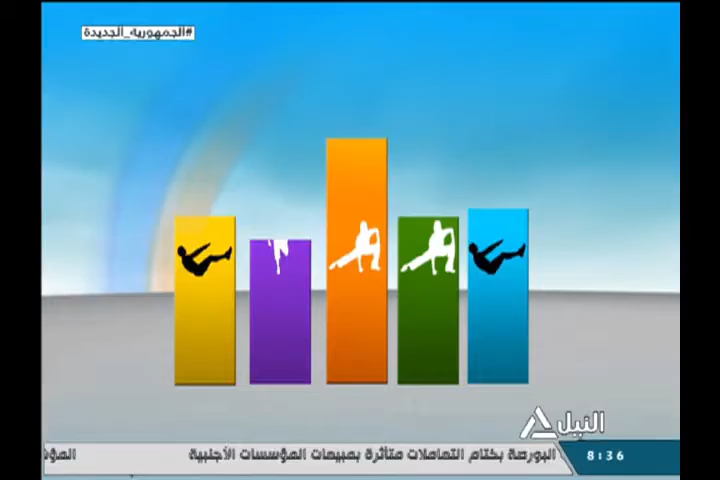 #الجمهورية_الجديدة
النيل
البورصة بختام التعاملات متأثرة بمبيعات المؤسسات الأجنبية
8:36